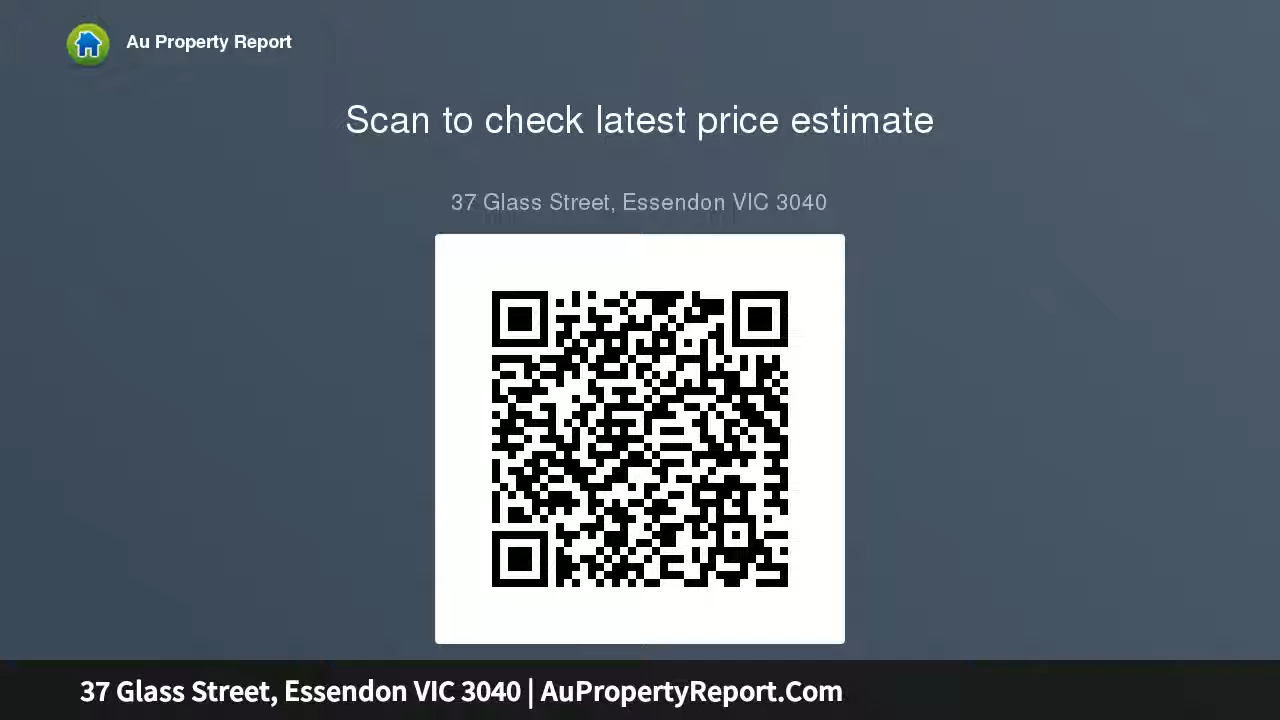 Au Property Report
Scan to check latest price estimate
37 Glass Street, Essendon VIC 3040
37 Glass Street, Essendon VIC 3040 | AuPropertyReport.Com